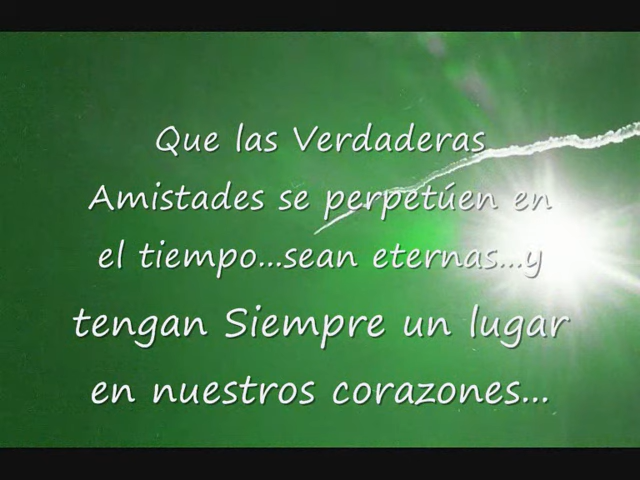 Que las Verdaderas
Amistades se perpetúen en
el tiempo...sean eternas...y
tengan Siempre un lugar
en nuestros corazones...